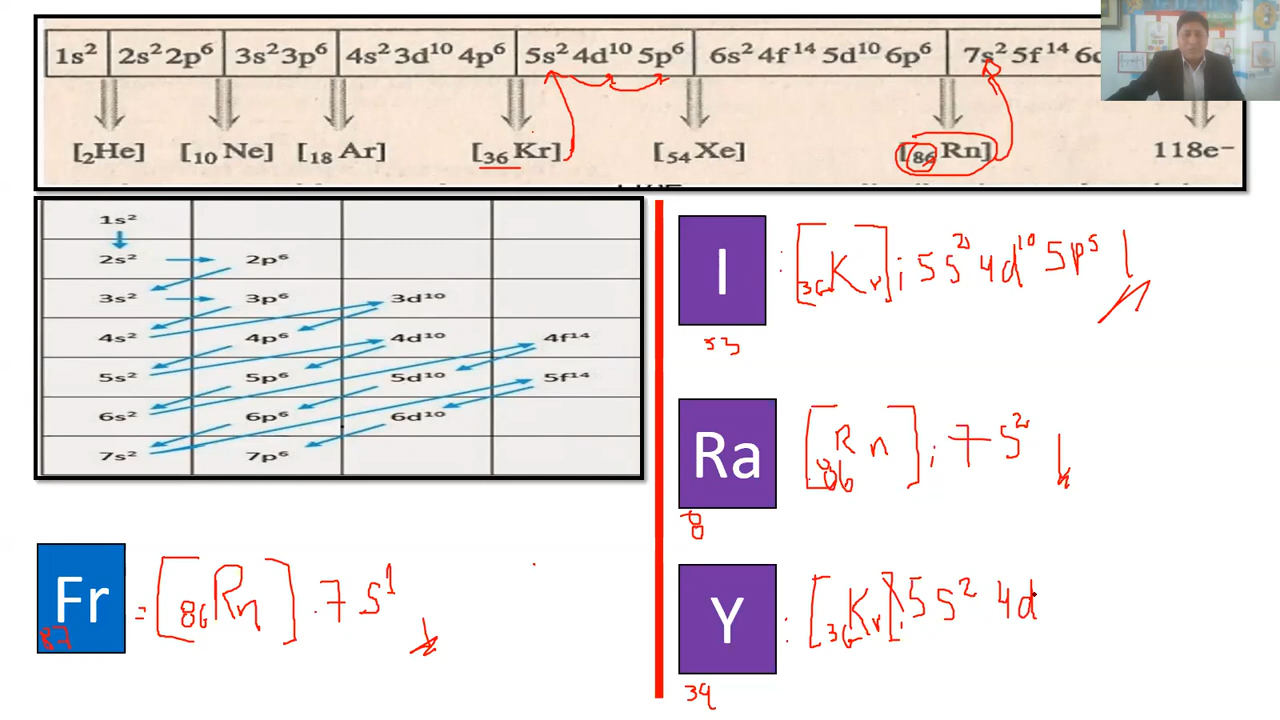 1s² 2s² 2p⁶ 3s² 3p⁶ 4s² 3d¹⁰ 4p⁶ 5s² 4d¹⁰ 5p⁶ 6s² 4f¹⁴ 5d¹⁰ 6p⁶ 7s² 5f¹⁴ 6d
[₂He] [₁₀Ne] [₁₈Ar] [₃₆Kr] [₅₄Xe] [₈₆Rn] 118e⁻
1s²
2s² 2p⁶
3s² 3p⁶ 3d¹⁰
4s² 4p⁶ 4d¹⁰ 4f¹⁴
5s² 5p⁶ 5d¹⁰ 5f¹⁴
6s² 6p⁶ 6d¹⁰
7s² 7p⁶
Fr = [₈₆Rn] . 7s¹
87
I : [₃₆Kr] ; 5s² 4d¹⁰ 5p⁵
53
Ra [₈₆Rn] ; 7s²
8
Y : [₃₆Kr] ; 5s² 4d
39